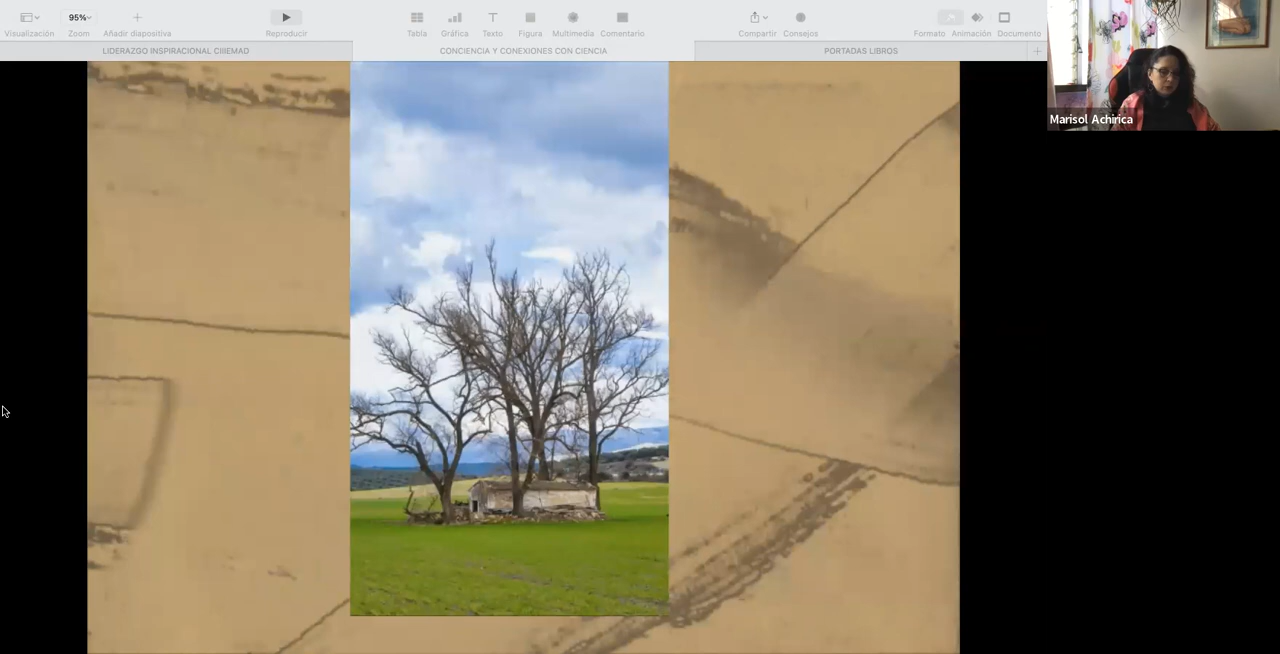 95%
Visualización Zoom Añadir diapositiva Reproducir Tabla Gráfica Texto Figura Multimedia Comentario Compartir Consejos Formato Animación Documento
LIDERAZGO INSPIRACIONAL CIIEMAD CONCIENCIA Y CONEXIONES CON CIENCIA PORTADAS LIBROS
Marisol Achirica